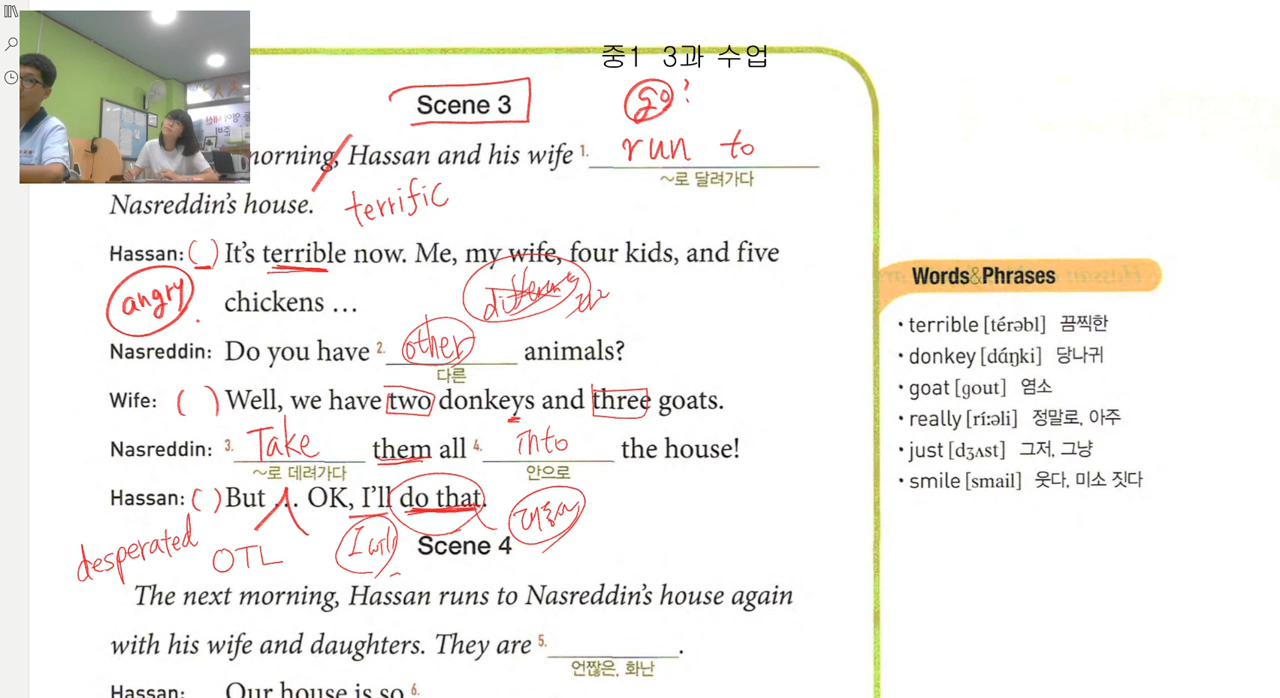 중1 3과 수업
Scene 3
go?
morning, Hassan and his wife 1. run to
~로 달려가다
Nasreddin's house.
terrific
Hassan: ( ) It's terrible now. Me, my wife, four kids, and five
angry
chickens …
Nasreddin: Do you have 2. other animals?
다른
Wife: ( ) Well, we have two donkeys and three goats.
Nasreddin: 3. Take them all 4. into the house!
~로 데려가다 안으로
Hassan: ( ) But … OK, I'll do that.
desperated
OTL
I will
Scene 4
The next morning, Hassan runs to Nasreddin's house again
with his wife and daughters. They are 5.
언짢은, 화난
Hassan: Our house is so 6.
Words&Phrases
• terrible [térəbl] 끔찍한
• donkey [dáŋki] 당나귀
• goat [gout] 염소
• really [ríːəli] 정말로, 아주
• just [dʒʌst] 그저, 그냥
• smile [smail] 웃다, 미소 짓다